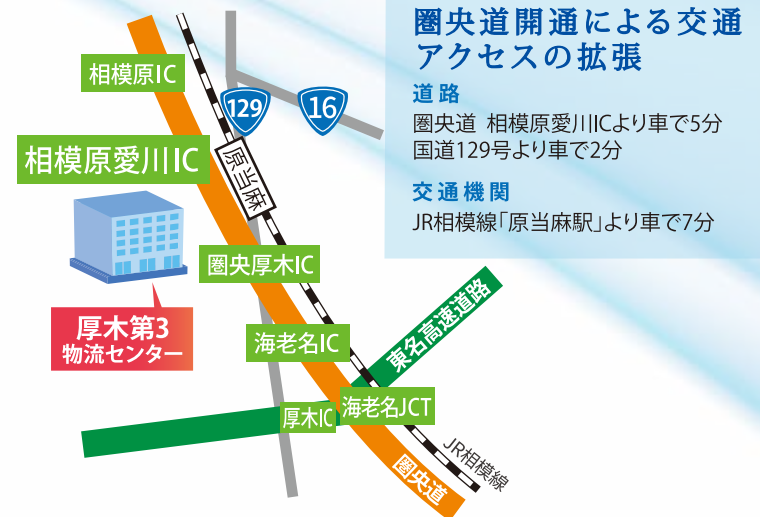 圏央道開通による交通
アクセスの拡張
道路
圏央道 相模原愛川ICより車で5分
国道129号より車で2分
交通機関
JR相模線「原当麻駅」より車で7分
相模原IC
129
16
相模原愛川IC
原当麻
圏央厚木IC
厚木第3
物流センター
海老名IC
東名高速道路
厚木IC
海老名JCT
JR相模線
圏央道